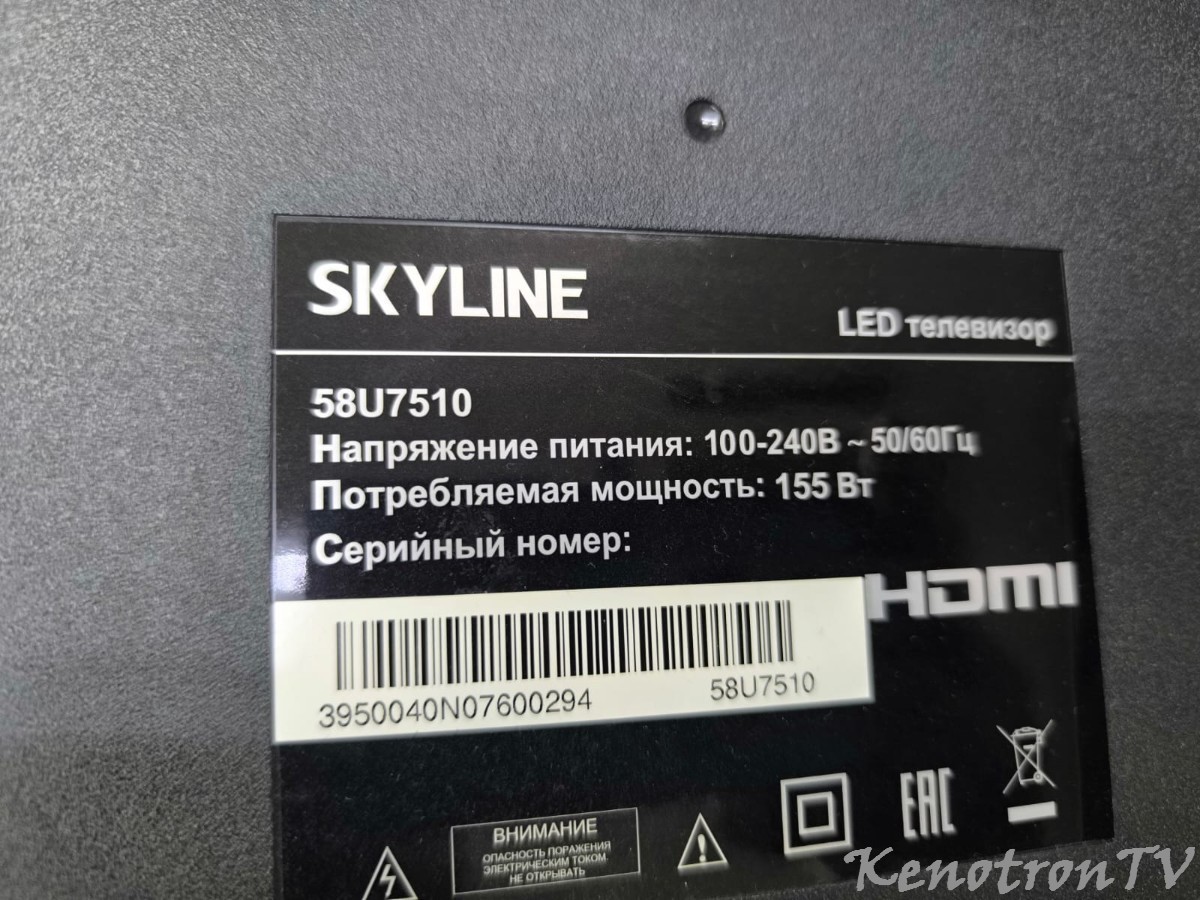 SKYLINE
LED телевизор
58U7510
Напряжение питания: 100-240В ~ 50/60Гц
Потребляемая мощность: 155 Вт
Серийный номер:
HDMI
3950040N07600294 58U7510
ВНИМАНИЕ
ОПАСНОСТЬ ПОРАЖЕНИЯ
ЭЛЕКТРИЧЕСКИМ ТОКОМ
НЕ ОТКРЫВАТЬ
EAC
KenotronTV